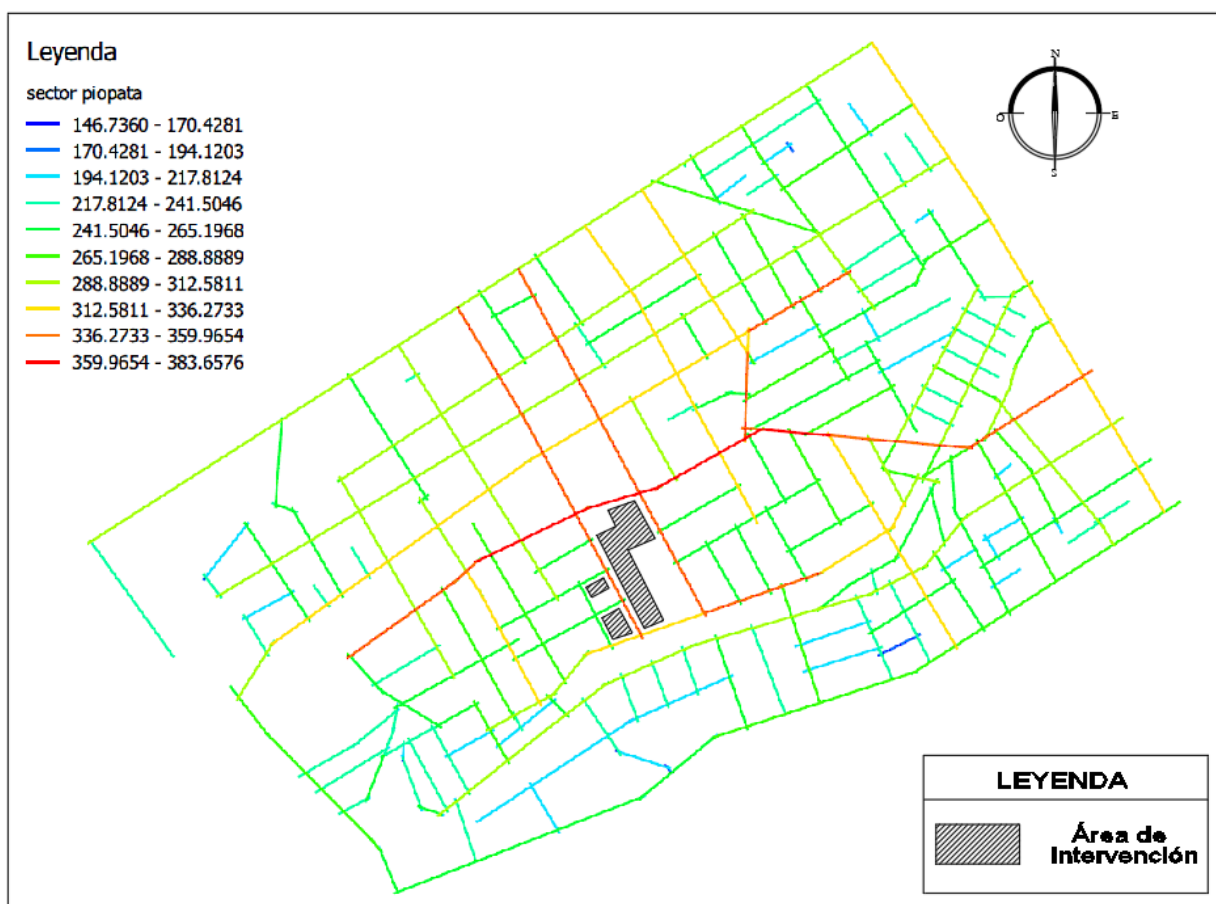 Leyenda
sector piopata
146.7360 - 170.4281
170.4281 - 194.1203
194.1203 - 217.8124
217.8124 - 241.5046
241.5046 - 265.1968
265.1968 - 288.8889
288.8889 - 312.5811
312.5811 - 336.2733
336.2733 - 359.9654
359.9654 - 383.6576
N
O
E
S
LEYENDA
Área de
Intervención